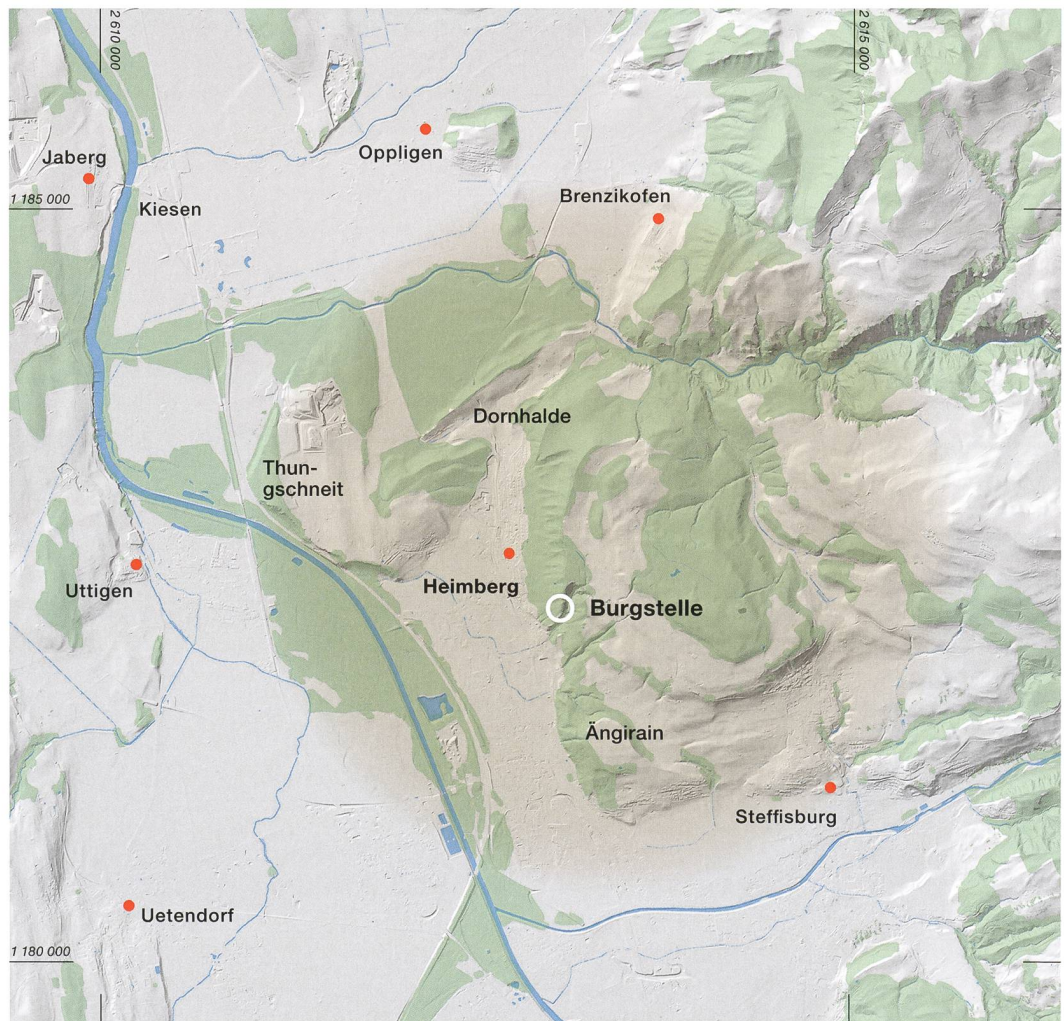 2 610 000
2 615 000
Oppligen
Jaberg
Brenzikofen
1 185 000
Kiesen
Dornhalde
Thun-
gschneit
Heimberg
Uttigen
Burgstelle
Ängirain
Steffisburg
Uetendorf
1 180 000